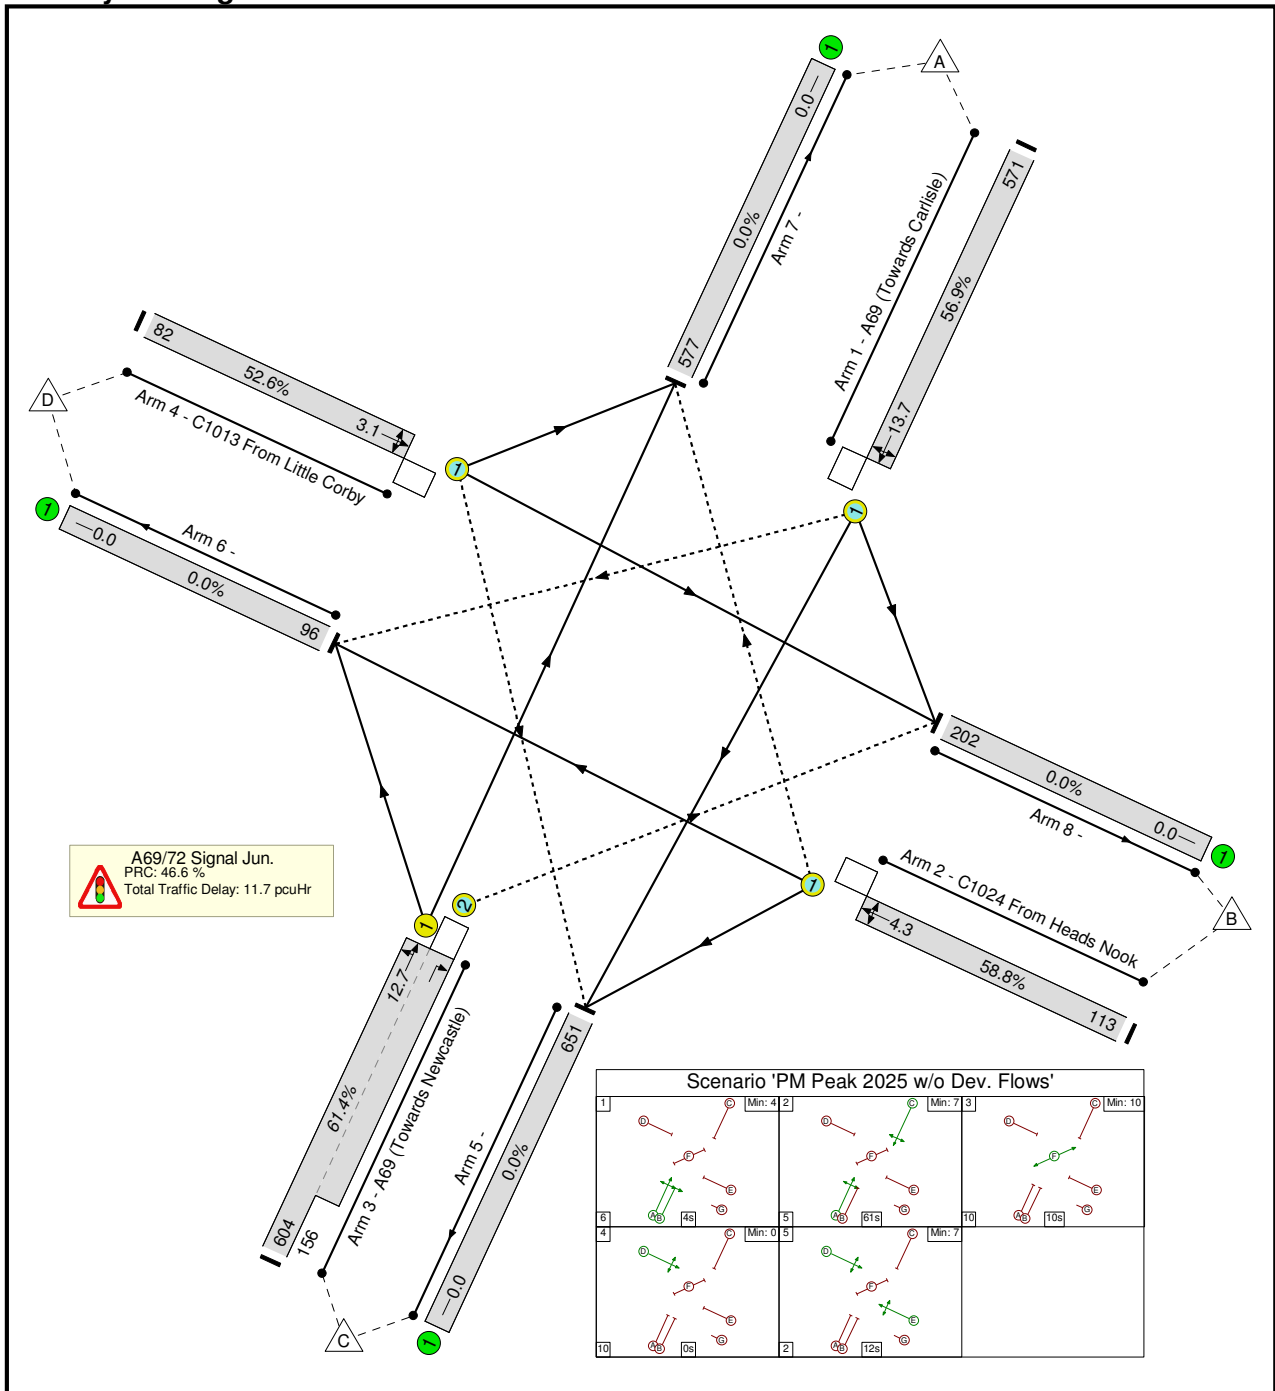 1
A
0.0
571
0.0%
Arm 7 -
Arm 1 - A69 (Towards Carlisle)
56.9%
577
13.7
82
52.6%
3.1
D
Arm 4 - C1013 From Little Corby
1
1
1
Arm 6 -
0.0
0.0%
96
202
0.0%
0.0
Arm 8 -
1
A69/72 Signal Jun.
PRC: 46.6 %
Total Traffic Delay: 11.7 pcuHr
1
2
1
Arm 2 - C1024 From Heads Nook
B
4.3
58.8%
113
12.7
61.4%
Arm 3 - A69 (Towards Newcastle)
604
156
651
Arm 5 -
0.0%
0.0
C
1
Scenario 'PM Peak 2025 w/o Dev. Flows'
1 Min: 4
C
D
F
E
G
A B
6 4s
2 Min: 7
C
D
F
E
G
A B
5 61s
3 Min: 10
C
D
F
E
G
A B
10 10s
4 Min: 0
C
D
F
E
G
A B
10 0s
5 Min: 7
C
D
F
E
G
A B
2 12s